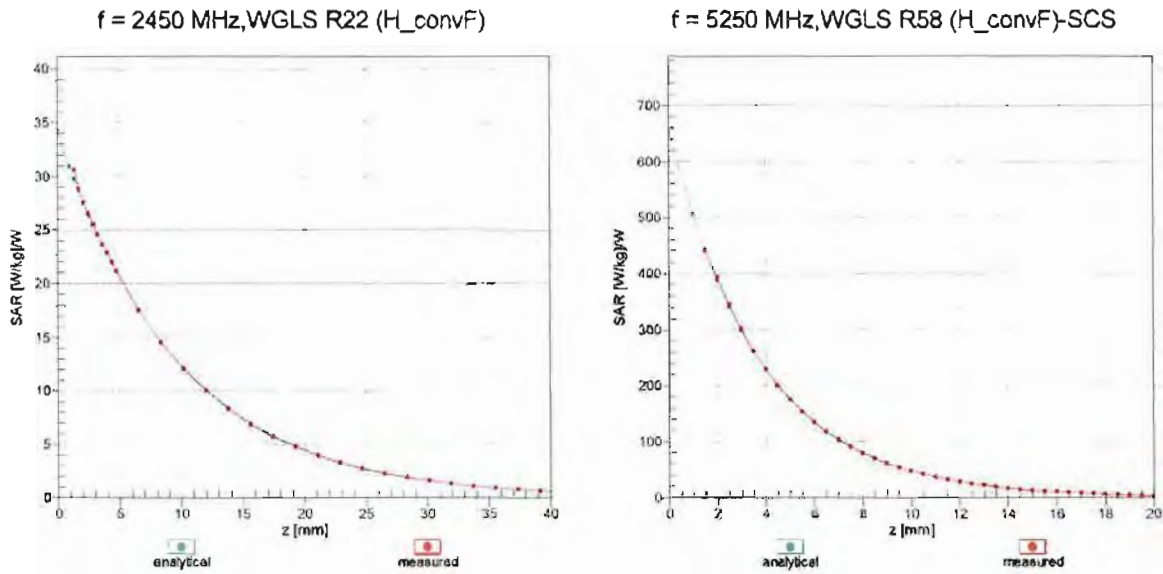 f = 2450 MHz,WGLS R22 (H_convF)
40
35
30
25
20
15
10
5
0
SAR [W/kg]/W
0 5 10 15 20 25 30 35 40
z [mm]
analytical measured
f = 5250 MHz,WGLS R58 (H_convF)-SCS
700
600
500
400
300
200
100
0
SAR [W/kg]/W
0 2 4 6 8 10 12 14 16 18 20
z [mm]
analytical measured